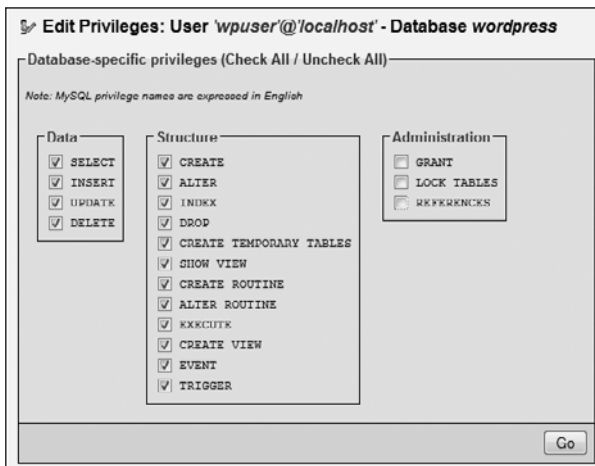 Edit Privileges: User 'wpuser'@'localhost' - Database wordpress
Database-specific privileges (Check All / Uncheck All)
Note: MySQL privilege names are expressed in English
Data
SELECT
INSERT
UPDATE
DELETE
Structure
CREATE
ALTER
INDEX
DROP
CREATE TEMPORARY TABLES
SHOW VIEW
CREATE ROUTINE
ALTER ROUTINE
EXECUTE
CREATE VIEW
EVENT
TRIGGER
Administration
GRANT
LOCK TABLES
REFERENCES
Go